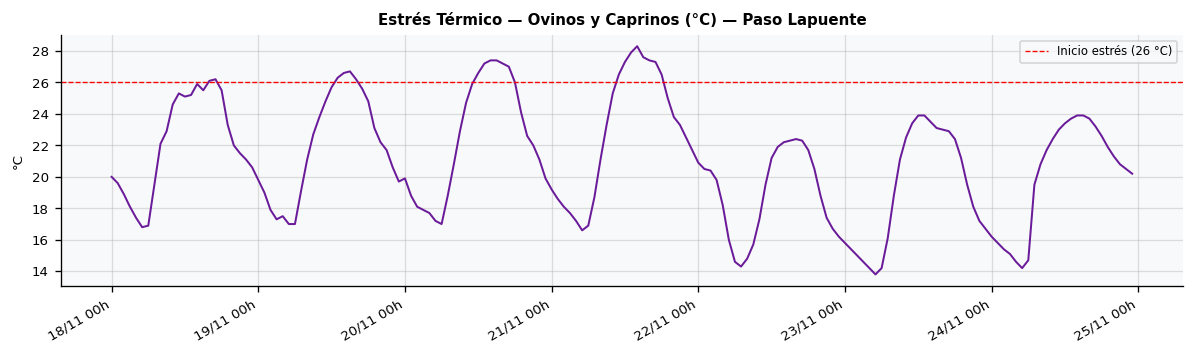 Estrés Térmico — Ovinos y Caprinos (°C) — Paso Lapuente
Inicio estrés (26 °C)
°C
28
26
24
22
20
18
16
14
18/11 00h
19/11 00h
20/11 00h
21/11 00h
22/11 00h
23/11 00h
24/11 00h
25/11 00h